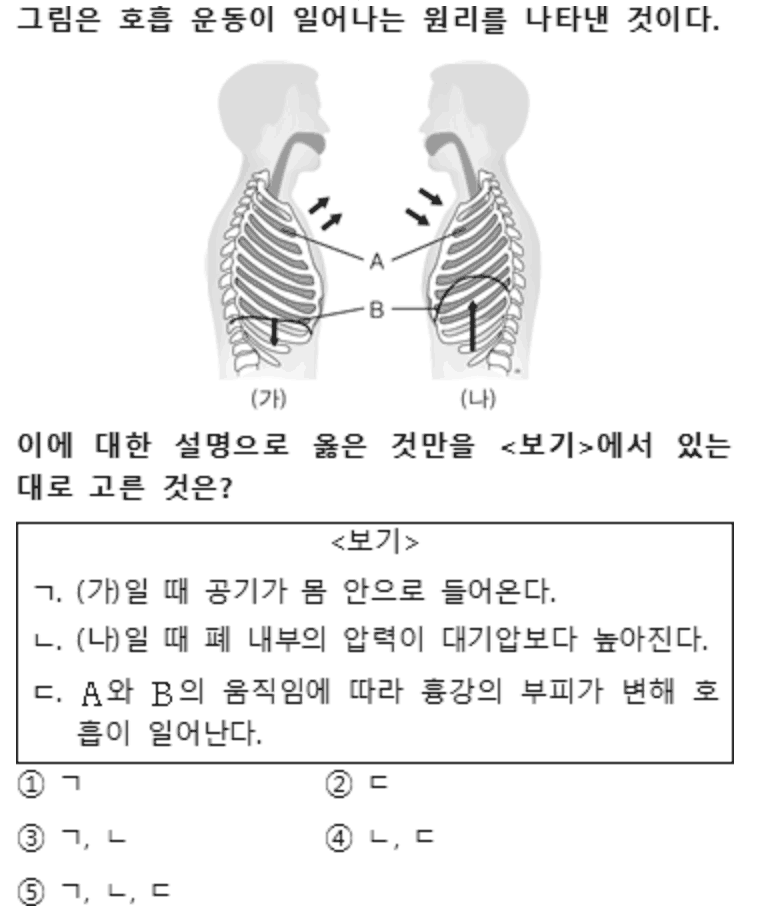 그림은 호흡 운동이 일어나는 원리를 나타낸 것이다.
A
B
(가)
(나)
이에 대한 설명으로 옳은 것만을 <보기>에서 있는
대로 고른 것은?
<보기>
ㄱ. (가)일 때 공기가 몸 안으로 들어온다.
ㄴ. (나)일 때 폐 내부의 압력이 대기압보다 높아진다.
ㄷ. A와 B의 움직임에 따라 흉강의 부피가 변해 호
흡이 일어난다.
① ㄱ ② ㄷ
③ ㄱ, ㄴ ④ ㄴ, ㄷ
⑤ ㄱ, ㄴ, ㄷ